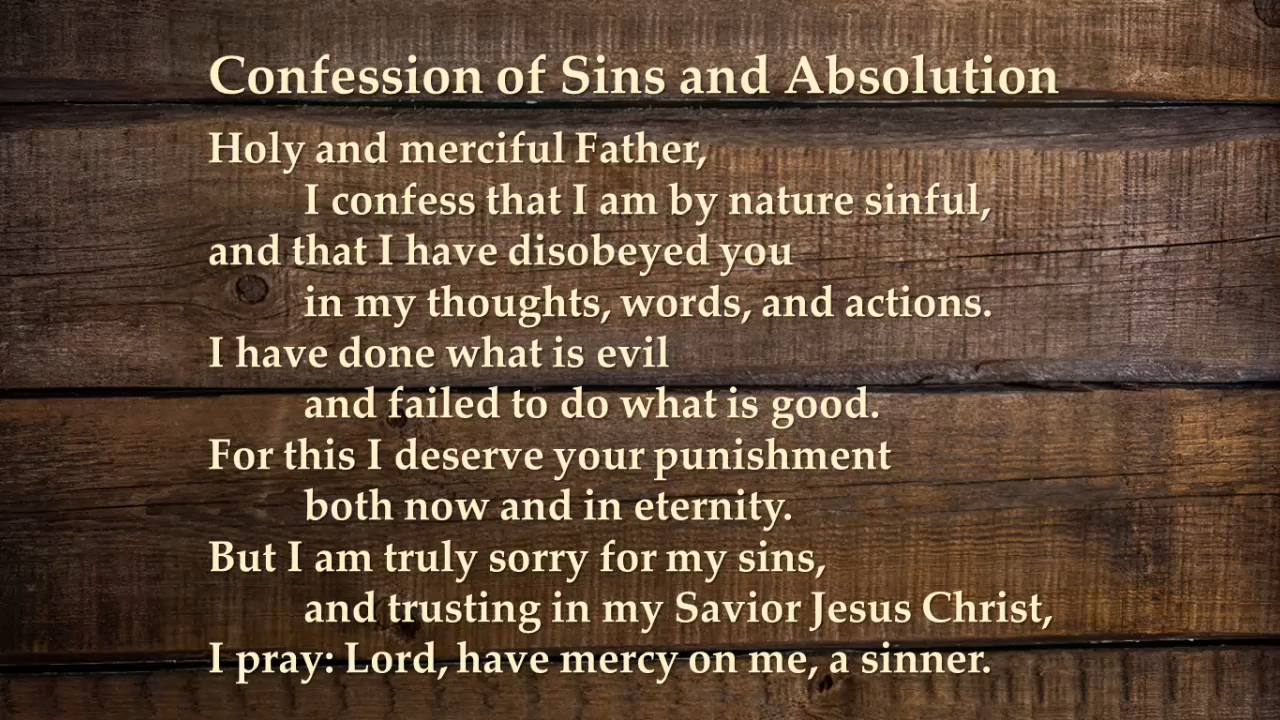 Confession of Sins and Absolution
Holy and merciful Father,
I confess that I am by nature sinful,
and that I have disobeyed you
in my thoughts, words, and actions.
I have done what is evil
and failed to do what is good.
For this I deserve your punishment
both now and in eternity.
But I am truly sorry for my sins,
and trusting in my Savior Jesus Christ,
I pray: Lord, have mercy on me, a sinner.